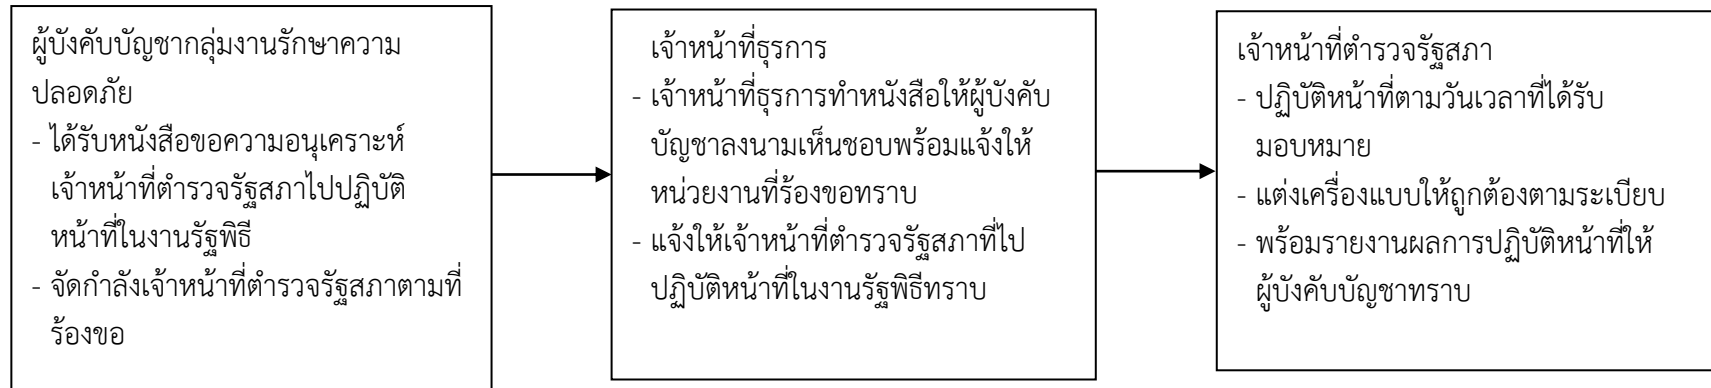 ผู้บังคับบัญชากลุ่มงานรักษาความ
ปลอดภัย
- ได้รับหนังสือขอความอนุเคราะห์
เจ้าหน้าที่ตำรวจรัฐสภาไปปฏิบัติ
หน้าที่ในงานรัฐพิธี
- จัดกำลังเจ้าหน้าที่ตำรวจรัฐสภาตามที่
ร้องขอ
เจ้าหน้าที่ธุรการ
- เจ้าหน้าที่ธุรการทำหนังสือให้ผู้บังคับ
บัญชาลงนามเห็นชอบพร้อมแจ้งให้
หน่วยงานที่ร้องขอทราบ
- แจ้งให้เจ้าหน้าที่ตำรวจรัฐสภาที่ไป
ปฏิบัติหน้าที่ในงานรัฐพิธีทราบ
เจ้าหน้าที่ตำรวจรัฐสภา
- ปฏิบัติหน้าที่ตามวันเวลาที่ได้รับ
มอบหมาย
- แต่งเครื่องแบบให้ถูกต้องตามระเบียบ
- พร้อมรายงานผลการปฏิบัติหน้าที่ให้
ผู้บังคับบัญชาทราบ